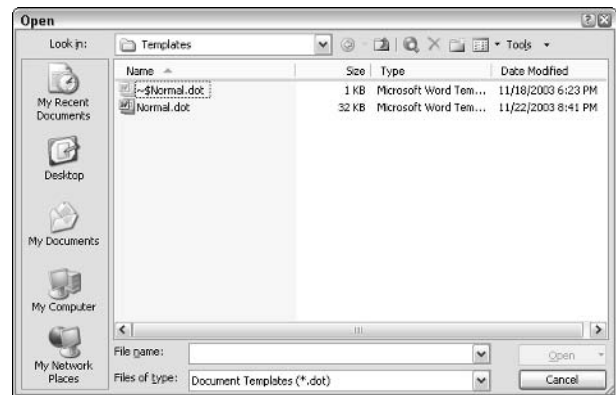 Open
Look in: Templates Tools
Name Size Type Date Modified
~$Normal.dot 1 KB Microsoft Word Tem... 11/18/2003 6:23 PM
Normal.dot 32 KB Microsoft Word Tem... 11/22/2003 8:41 PM
My Recent
Documents
Desktop
My Documents
My Computer
My Network
Places
File name: Open
Files of type: Document Templates (*.dot) Cancel